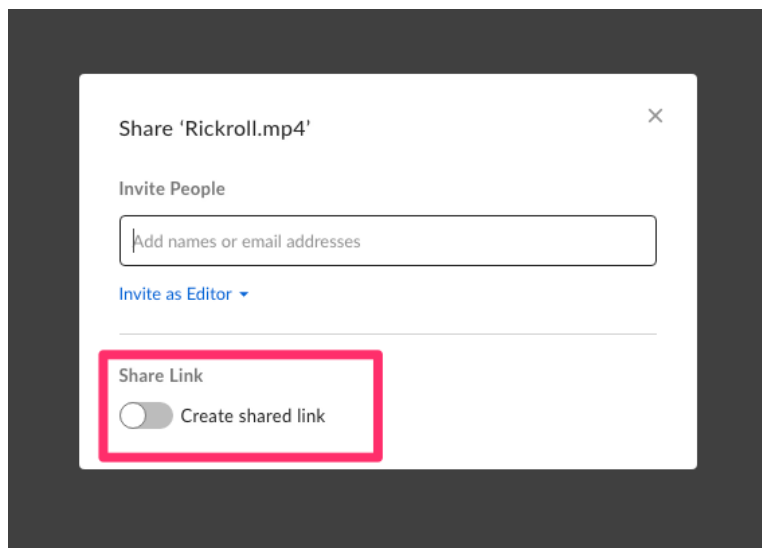 Share ‘Rickroll.mp4’
Invite People
Add names or email addresses
Invite as Editor
Share Link
Create shared link